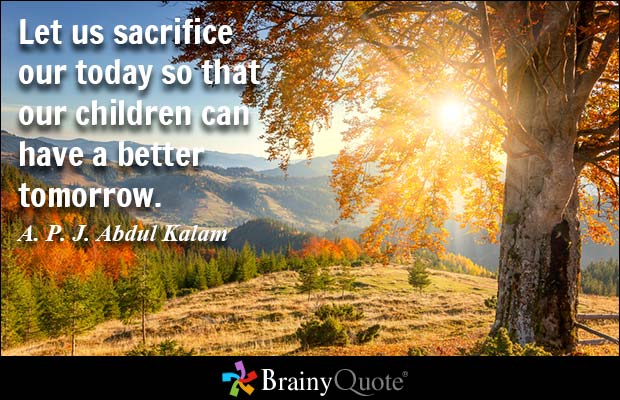 Let us sacrifice
our today so that
our children can
have a better
tomorrow.
A. P. J. Abdul Kalam
BrainyQuote®